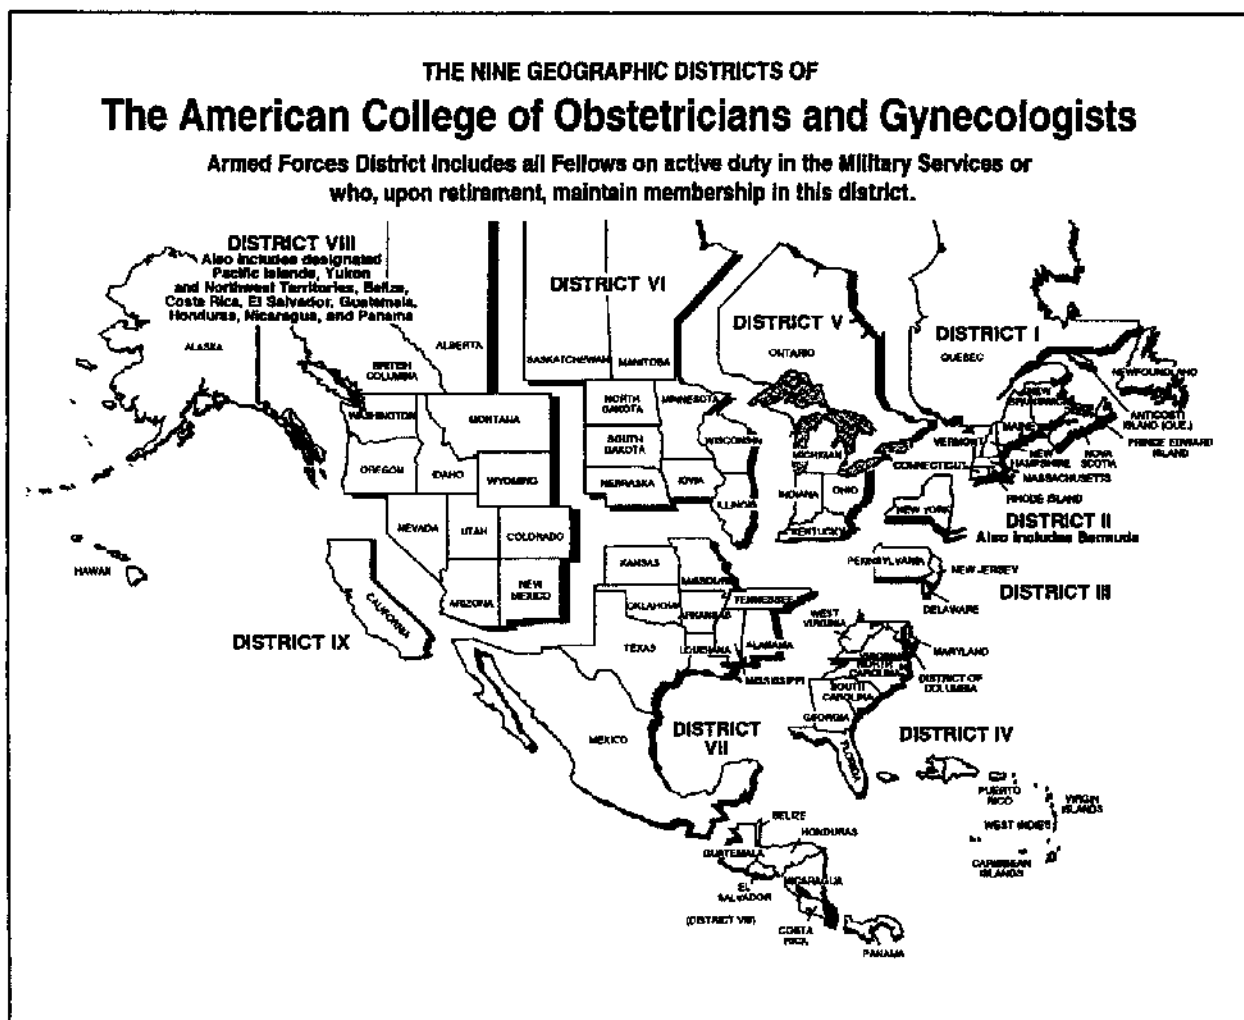 THE NINE GEOGRAPHIC DISTRICTS OF
The American College of Obstetricians and Gynecologists
Armed Forces District includes all Fellows on active duty in the Military Services or
who, upon retirement, maintain membership in this district.
DISTRICT VIII
Also includes designated
Pacific Islands, Yukon
and Northwest Territories, Belize,
Costa Rica, El Salvador, Guatemala,
Honduras, Nicaragua, and Panama
ALASKA
BRITISH
COLUMBIA
ALBERTA
DISTRICT VI
SASKATCHEWAN
MANITOBA
DISTRICT V
ONTARIO
DISTRICT I
QUEBEC
NEWFOUNDLAND
NEW
BRUNSWICK
ANTICOSTI
ISLAND (QUE.)
PRINCE EDWARD
ISLAND
NOVA
SCOTIA
MAINE
VERMONT
NEW
HAMPSHIRE
MASSACHUSETTS
CONNECTICUT
RHODE ISLAND
WASHINGTON
MONTANA
OREGON
IDAHO
WYOMING
NEVADA
UTAH
COLORADO
ARIZONA
NEW
MEXICO
HAWAII
NORTH
DAKOTA
MINNESOTA
SOUTH
DAKOTA
WISCONSIN
NEBRASKA
IOWA
ILLINOIS
MICHIGAN
INDIANA
OHIO
KENTUCKY
NEW YORK
DISTRICT II
Also includes Bermuda
PENNSYLVANIA
NEW JERSEY
DELAWARE
DISTRICT III
CALIFORNIA
DISTRICT IX
KANSAS
MISSOURI
OKLAHOMA
ARKANSAS
TENNESSEE
TEXAS
LOUISIANA
ALABAMA
MISSISSIPPI
MEXICO
DISTRICT
VII
WEST
VIRGINIA
VIRGINIA
MARYLAND
DISTRICT OF
COLUMBIA
NORTH
CAROLINA
SOUTH
CAROLINA
GEORGIA
FLORIDA
DISTRICT IV
PUERTO
RICO
VIRGIN
ISLANDS
WEST INDIES
CARIBBEAN
ISLANDS
BELIZE
HONDURAS
GUATEMALA
EL
SALVADOR
NICARAGUA
(DISTRICT VIII)
COSTA
RICA
PANAMA